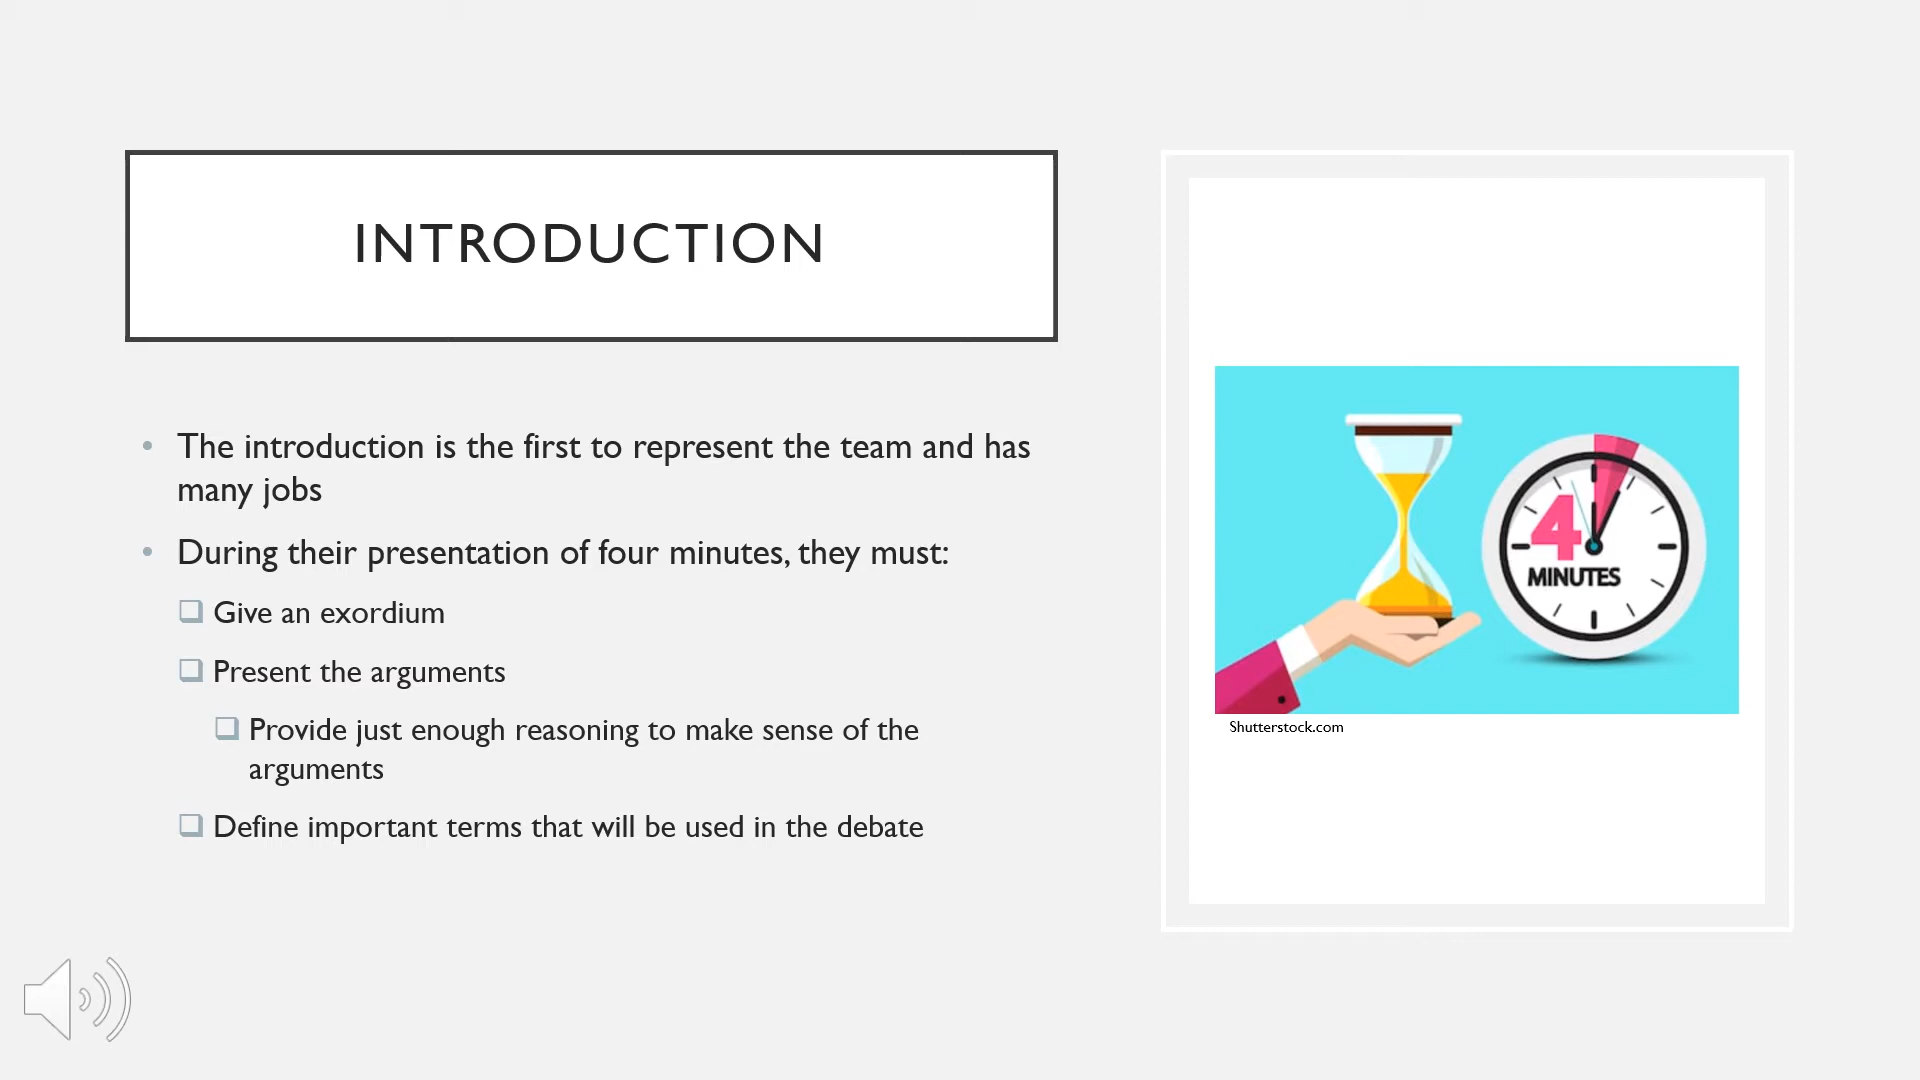 INTRODUCTION
• The introduction is the first to represent the team and has
many jobs
• During their presentation of four minutes, they must:
❑ Give an exordium
❑ Present the arguments
❑ Provide just enough reasoning to make sense of the
arguments
❑ Define important terms that will be used in the debate
4
MINUTES
Shutterstock.com